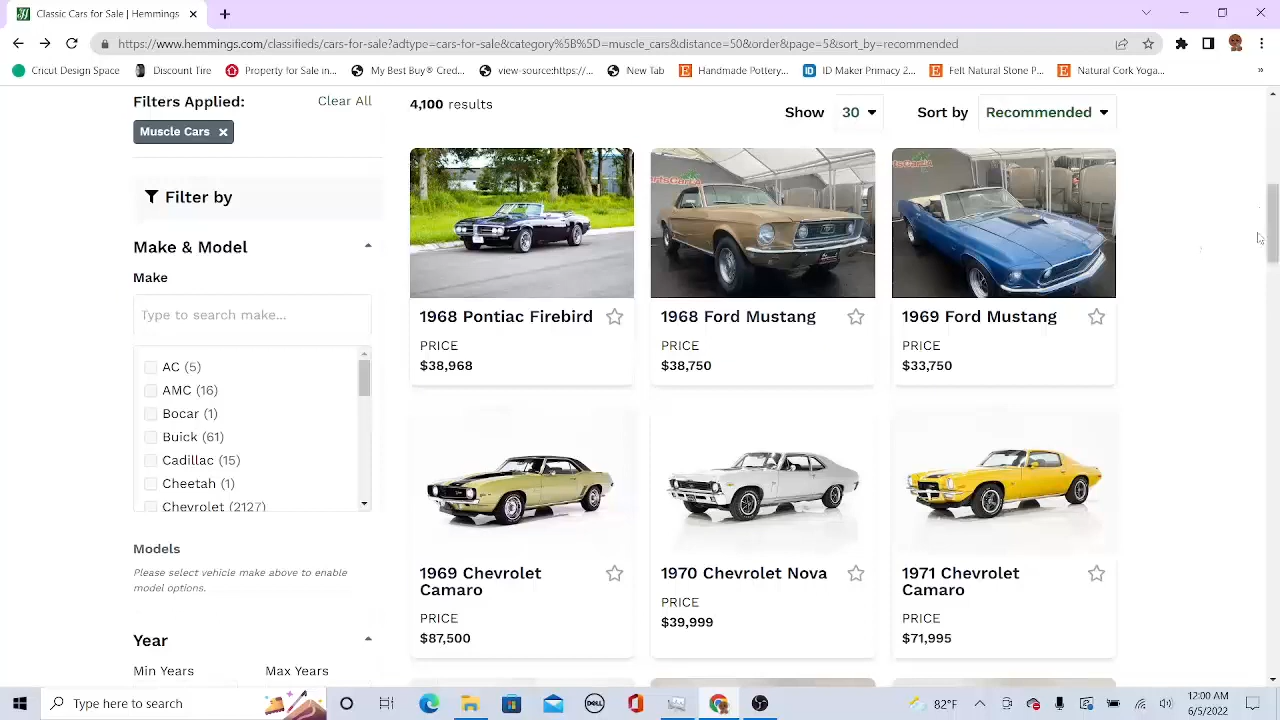 Classic Cars for Sale | Hemmings
https://www.hemmings.com/classifieds/cars-for-sale?type=cars-for-sale&category%5B%5D=muscle_car&distance=50&order&page=5&sort_by=recommended
Cricut Design Space
Discount Tire
Property for Sale in...
My Best Buy® Cred...
view-source:https://...
New Tab
Handmade Pottery...
ID Maker Primacy 2...
Felt Natural Stone P...
Natural Cork Yoga...
»
Filters Applied:
Clear All
Muscle Cars ×
Filter by
Make & Model
Make
Type to search make...
AC (5)
AMC (16)
Bocar (1)
Buick (61)
Cadillac (15)
Cheetah (1)
Chevrolet (2127)
Models
Please select vehicle make above to enable
model options.
Year
Min Years
Max Years
4,100 results
Show 30
Sort by Recommended
1968 Pontiac Firebird
PRICE
$38,968
1968 Ford Mustang
PRICE
$38,750
1969 Ford Mustang
PRICE
$33,750
1969 Chevrolet
Camaro
PRICE
$87,500
1970 Chevrolet Nova
PRICE
$39,999
1971 Chevrolet
Camaro
PRICE
$71,995
Type here to search
DELL
82°F
12:00 AM
6/5/2022